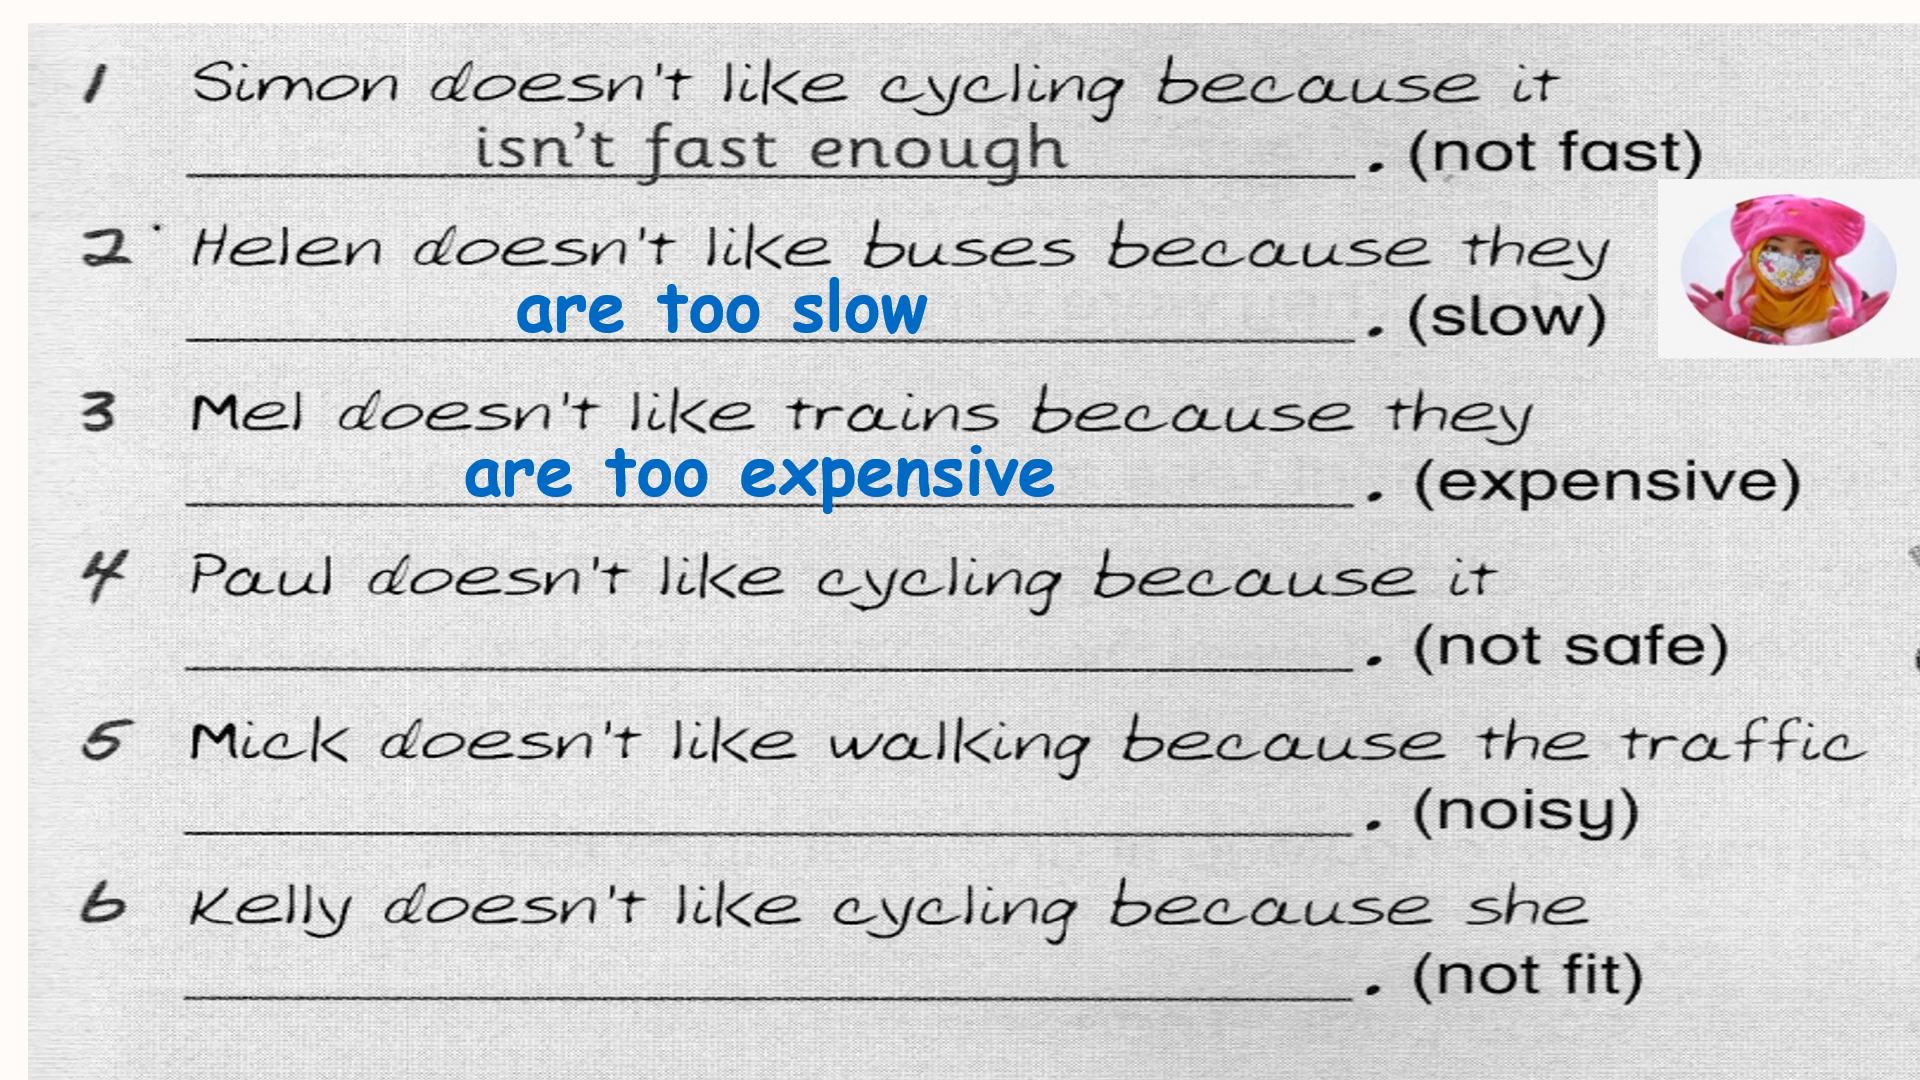 1 Simon doesn't like cycling because it
isn’t fast enough . (not fast)
2 Helen doesn't like buses because they
are too slow . (slow)
3 Mel doesn't like trains because they
are too expensive . (expensive)
4 Paul doesn't like cycling because it
. (not safe)
5 Mick doesn't like walking because the traffic
. (noisy)
6 Kelly doesn't like cycling because she
. (not fit)